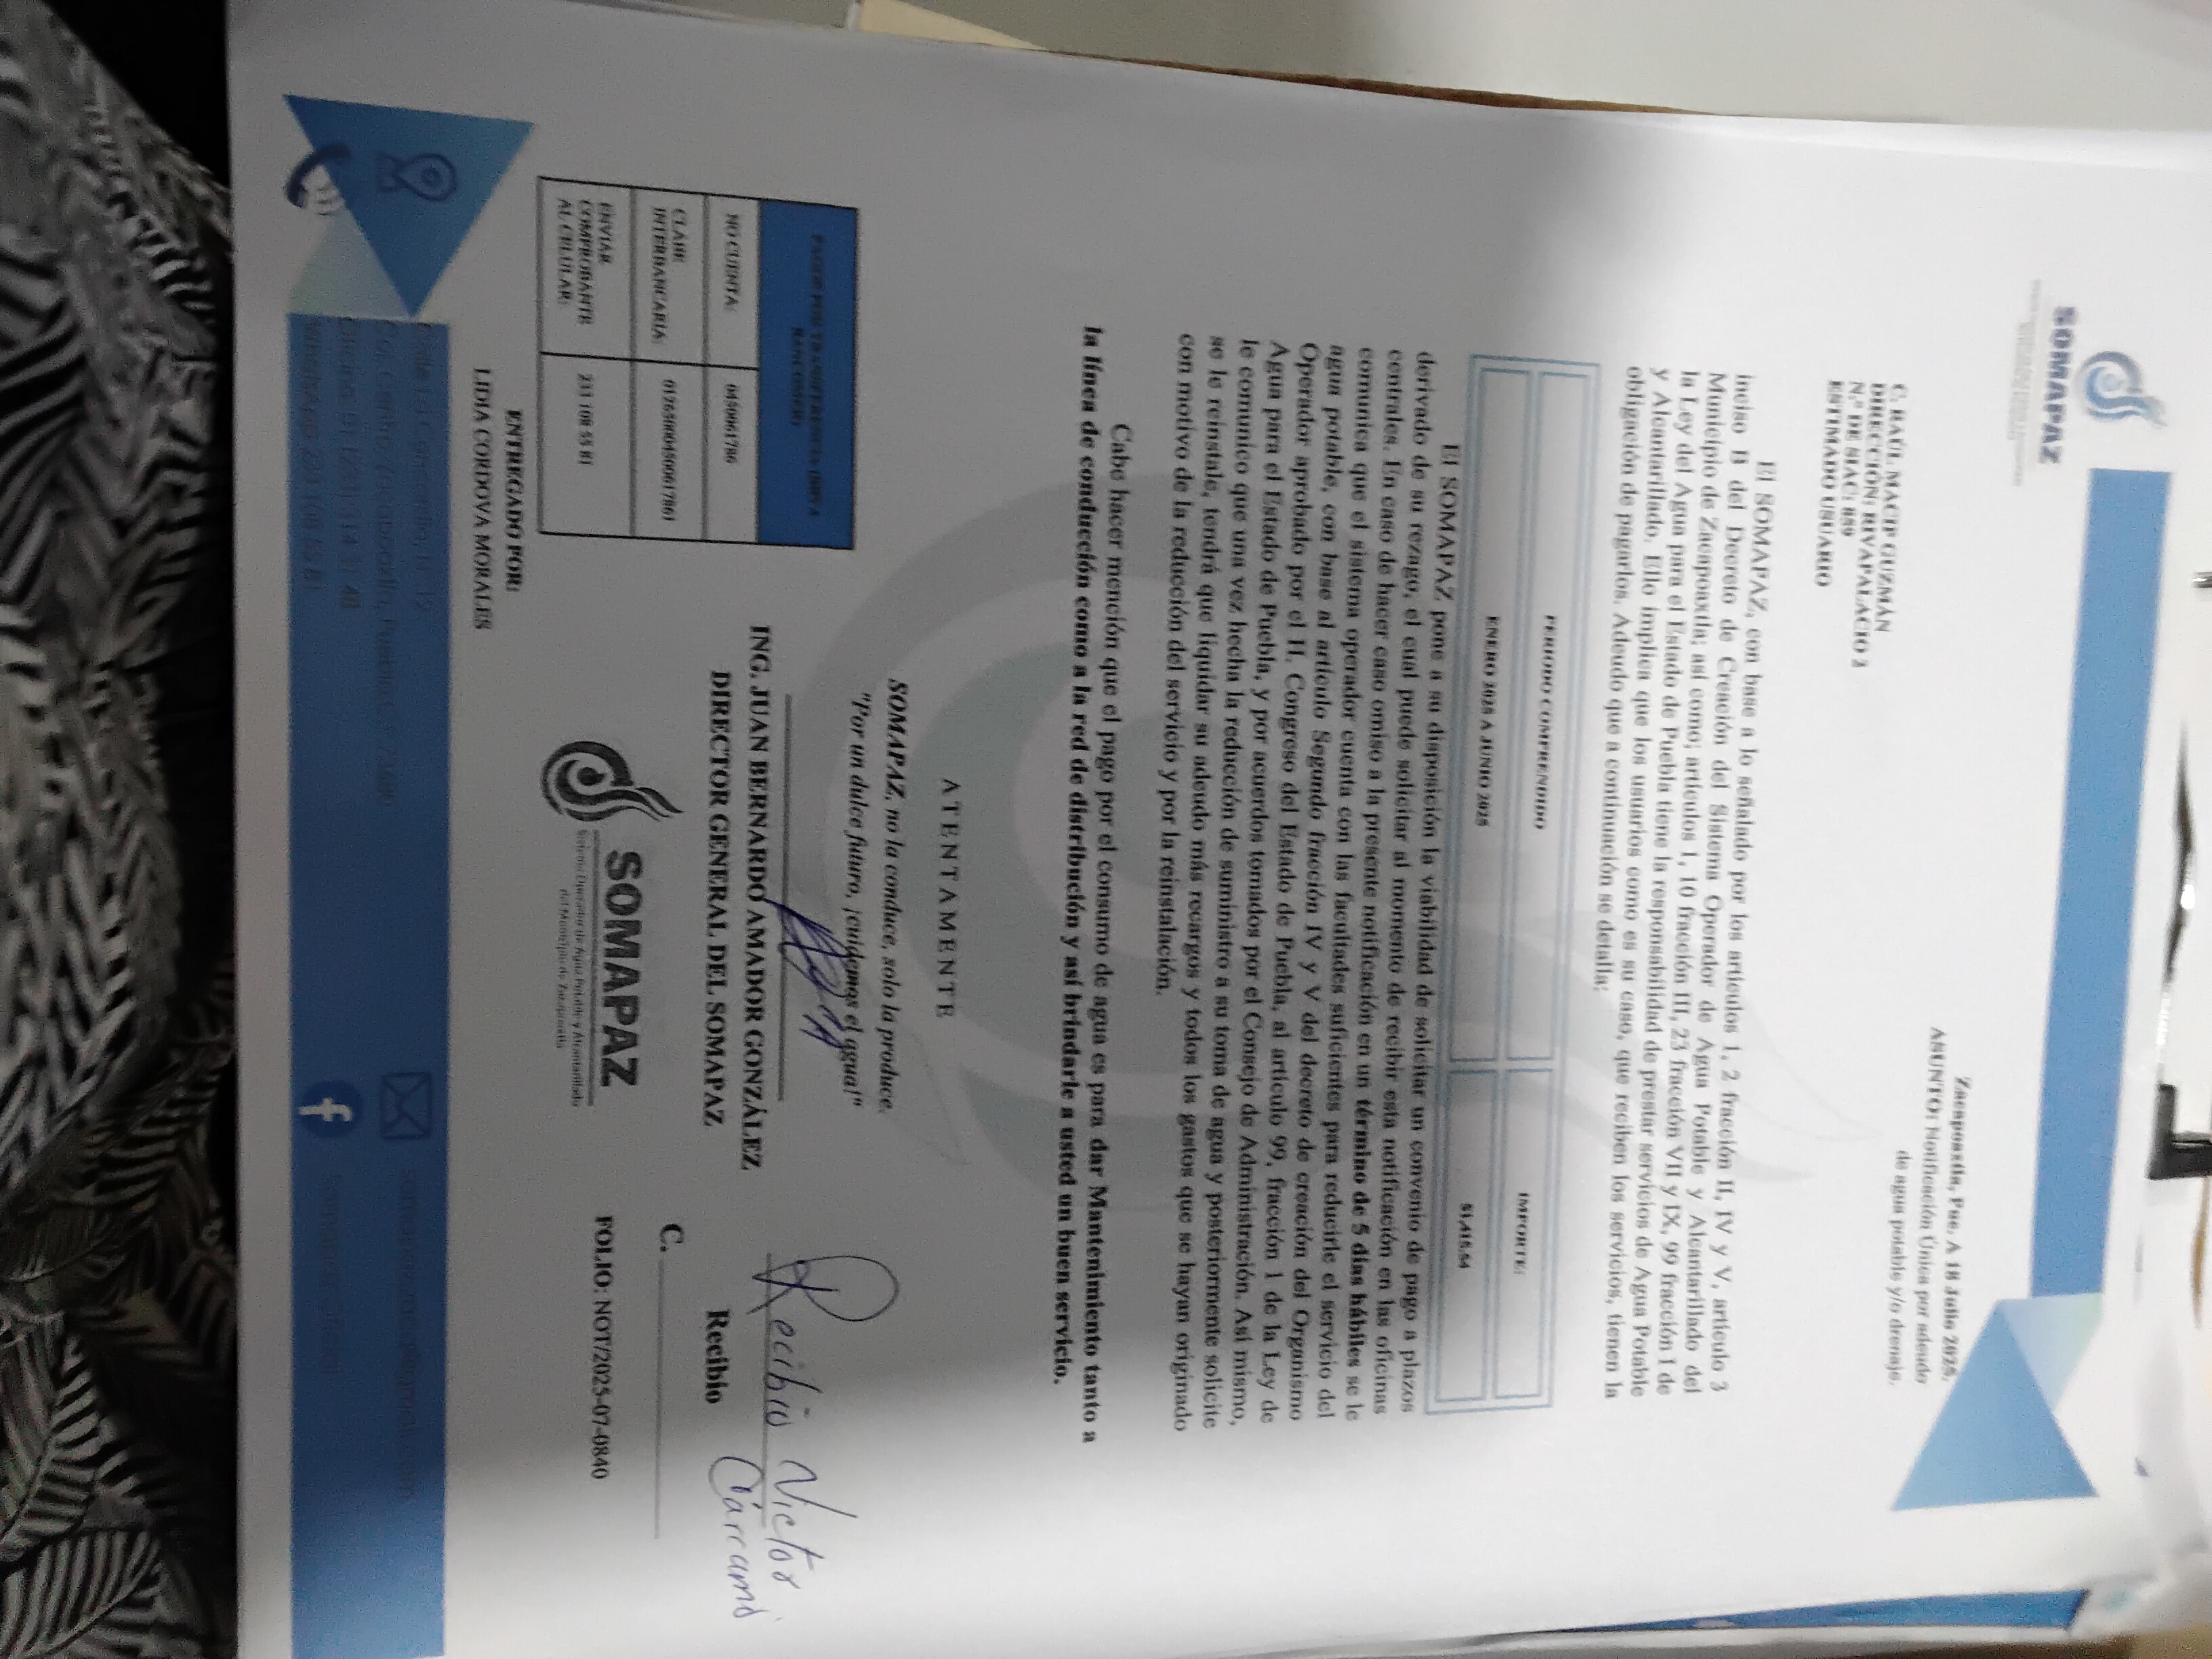 SOMAPAZ
Zacapoaxtla, Pue. A 18 Julio 2025.
ASUNTO: Notificación Única por adeudo
de agua potable y/o drenaje.
C. RAÚL MACIP GUZMÁN
DIRECCIÓN: RIVAPALACIO 2
N.º DE SIAC: 859
ESTIMADO USUARIO
El SOMAPAZ, con base a lo señalado por los artículos 1, 2 fracción II, IV y V, artículo 3
inciso B del Decreto de Creación del Sistema Operador de Agua Potable y Alcantarillado del
Municipio de Zacapoaxtla; así como; artículos 1, 10 fracción III, 23 fracción VII y IX, 99 fracción I de
la Ley del Agua para el Estado de Puebla tiene la responsabilidad de prestar servicios de Agua Potable
y Alcantarillado. Ello implica que los usuarios como es su caso, que reciben los servicios, tienen la
obligación de pagarlos. Adeudo que a continuación se detalla:
PERIODO COMPRENDIDO
IMPORTE:
ENERO 2025 A JUNIO 2025
$1,415.54
El SOMAPAZ pone a su disposición la viabilidad de solicitar un convenio de pago a plazos
derivado de su rezago, el cual puede solicitar al momento de recibir esta notificación en las oficinas
centrales. En caso de hacer caso omiso a la presente notificación en un término de 5 días hábiles se le
comunica que el sistema operador cuenta con las facultades suficientes para reducirle el servicio del
agua potable, con base al artículo Segundo fracción IV y V del decreto de creación del Organismo
Operador aprobado por el H. Congreso del Estado de Puebla, al artículo 99, fracción 1 de la Ley de
Agua para el Estado de Puebla, y por acuerdos tomados por el Consejo de Administración. Así mismo,
le comunico que una vez hecha la reducción de suministro a su toma de agua y posteriormente solicite
se le reinstale, tendrá que liquidar su adeudo más recargos y todos los gastos que se hayan originado
con motivo de la reducción del servicio y por la reinstalación.
Cabe hacer mención que el pago por el consumo de agua es para dar Mantenimiento tanto a
la línea de conducción como a la red de distribución y así brindarle a usted un buen servicio.
ATENTAMENTE
SOMAPAZ, no la conduce, solo la produce.
"Por un dulce futuro, ¡cuidemos el agua!"
ING. JUAN BERNARDO AMADOR GONZÁLEZ
DIRECTOR GENERAL DEL SOMAPAZ
Recibio Victor
Cárcamo
Recibio
C.
FOLIO: NOT/2025-07-0840
PAGOS POR TRANSFERENCIA (BBVA
BANCOMER)
NO CUENTA: 0450061786
CLABE
INTERBANCARIA: 012650004500617861
ENVIAR
COMPROBANTE
AL CELULAR: 233 108 55 81
SOMAPAZ
Sistema Operador de Agua Potable y Alcantarillado
del Municipio de Zacapoaxtla
ENTREGADO POR:
LIDIA CORDOVA MORALES
Calle La Concordia, N° 12
Col. Centro, Zacapoaxtla, Puebla C.P. 73680
Oficina: 01 (233) 314 31 48
WhatsApp 233 108 55 81
Somapaz Oficial